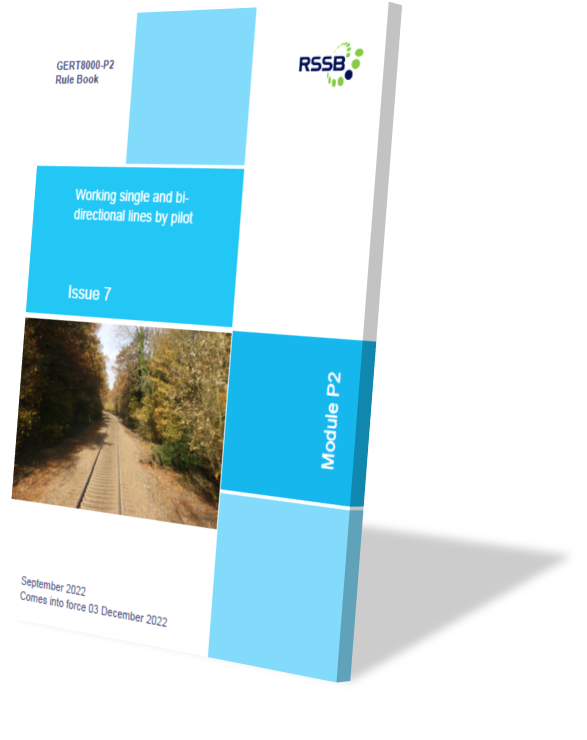 GERT8000-P2
Rule Book
RSSB
Working single and bi-
directional lines by pilot
Issue 7
Module P2
September 2022
Comes into force 03 December 2022